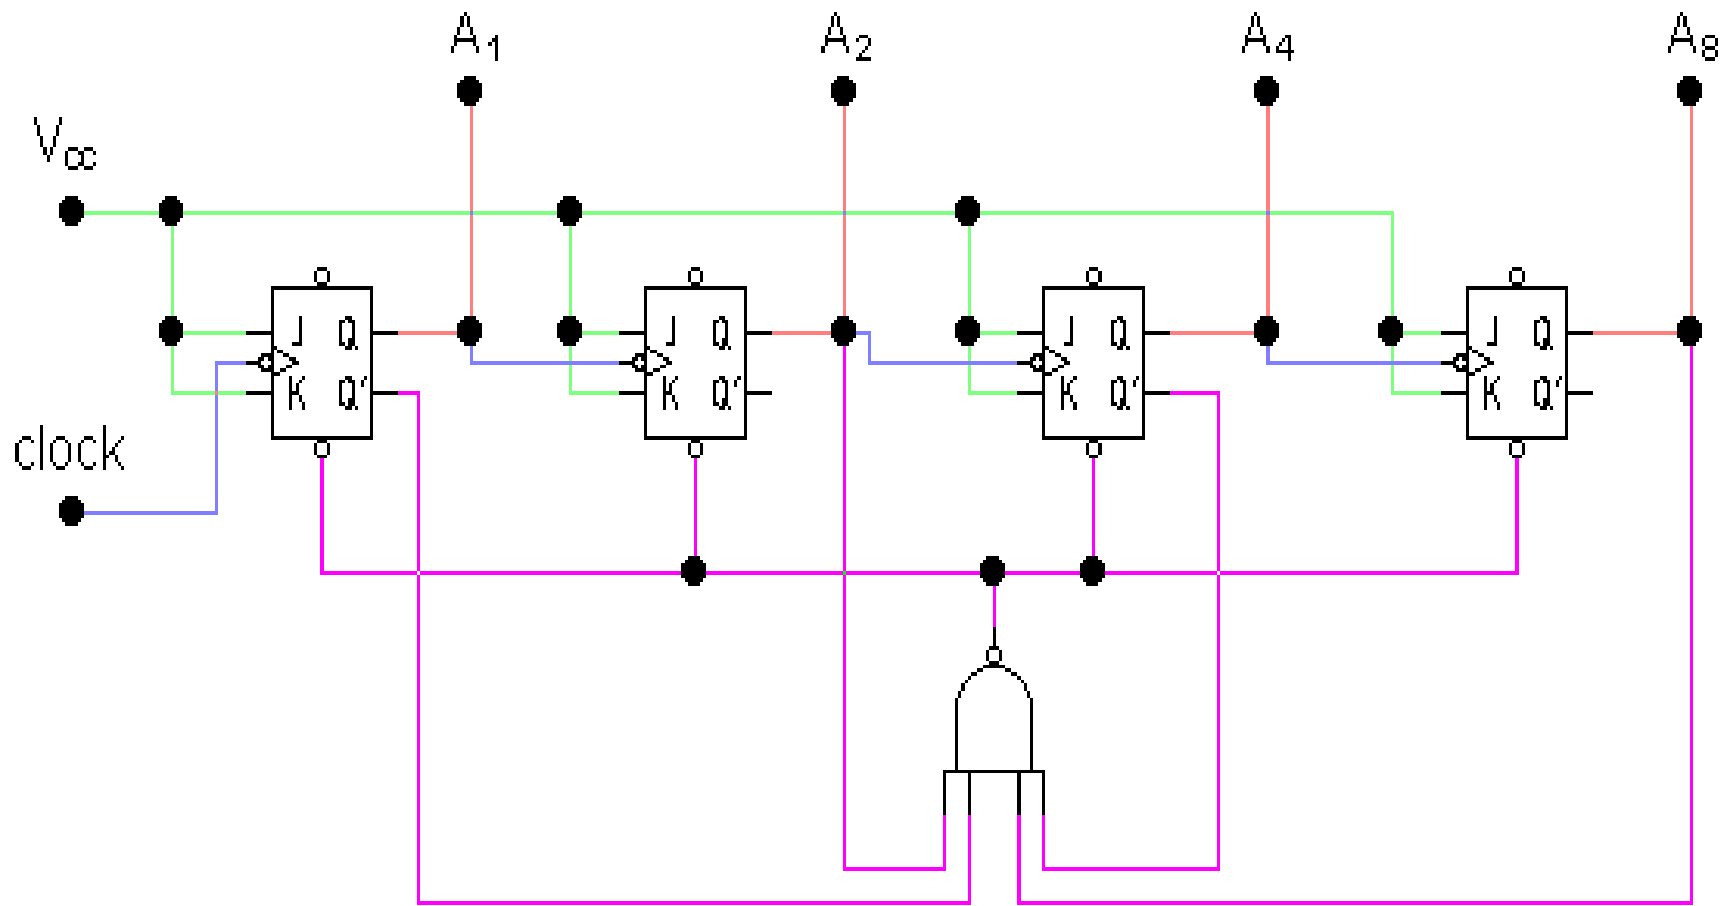 A1 A2 A4 A8
Vcc
J Q J Q J Q J Q
K Q' K Q' K Q' K Q'
clock